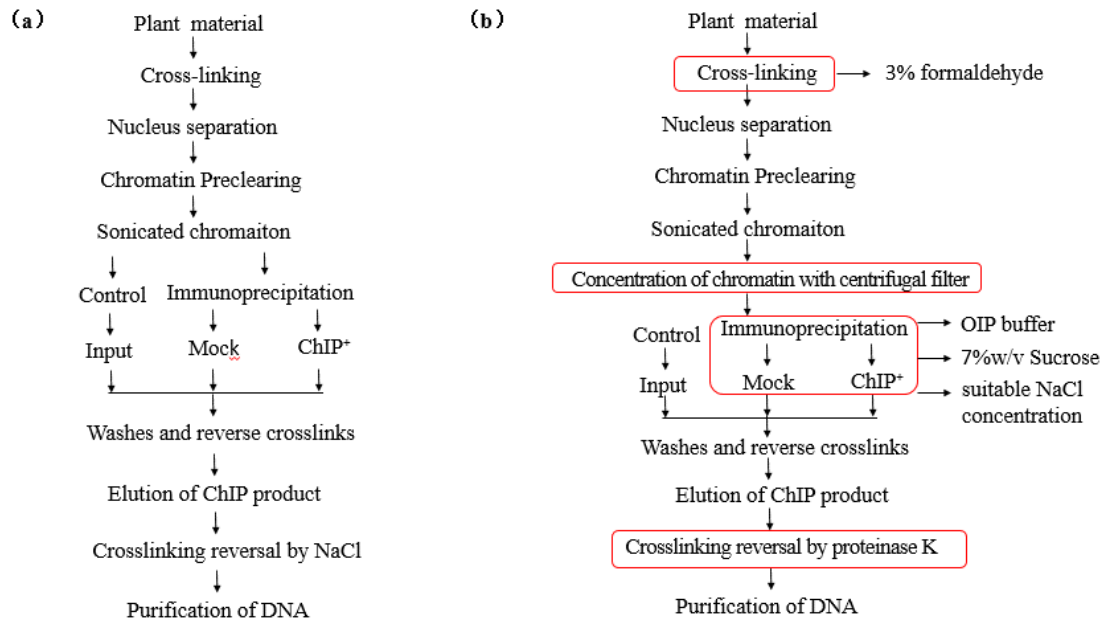 (a)
Plant material
Cross-linking
Nucleus separation
Chromatin Preclearing
Sonicated chromaiton
Control Immunoprecipitation
Input Mock ChIP⁺
Washes and reverse crosslinks
Elution of ChIP product
Crosslinking reversal by NaCl
Purification of DNA
(b)
Plant material
Cross-linking 3% formaldehyde
Nucleus separation
Chromatin Preclearing
Sonicated chromaiton
Concentration of chromatin with centrifugal filter
Control Immunoprecipitation OIP buffer
7%w/v Sucrose
Input Mock ChIP⁺ suitable NaCl
concentration
Washes and reverse crosslinks
Elution of ChIP product
Crosslinking reversal by proteinase K
Purification of DNA